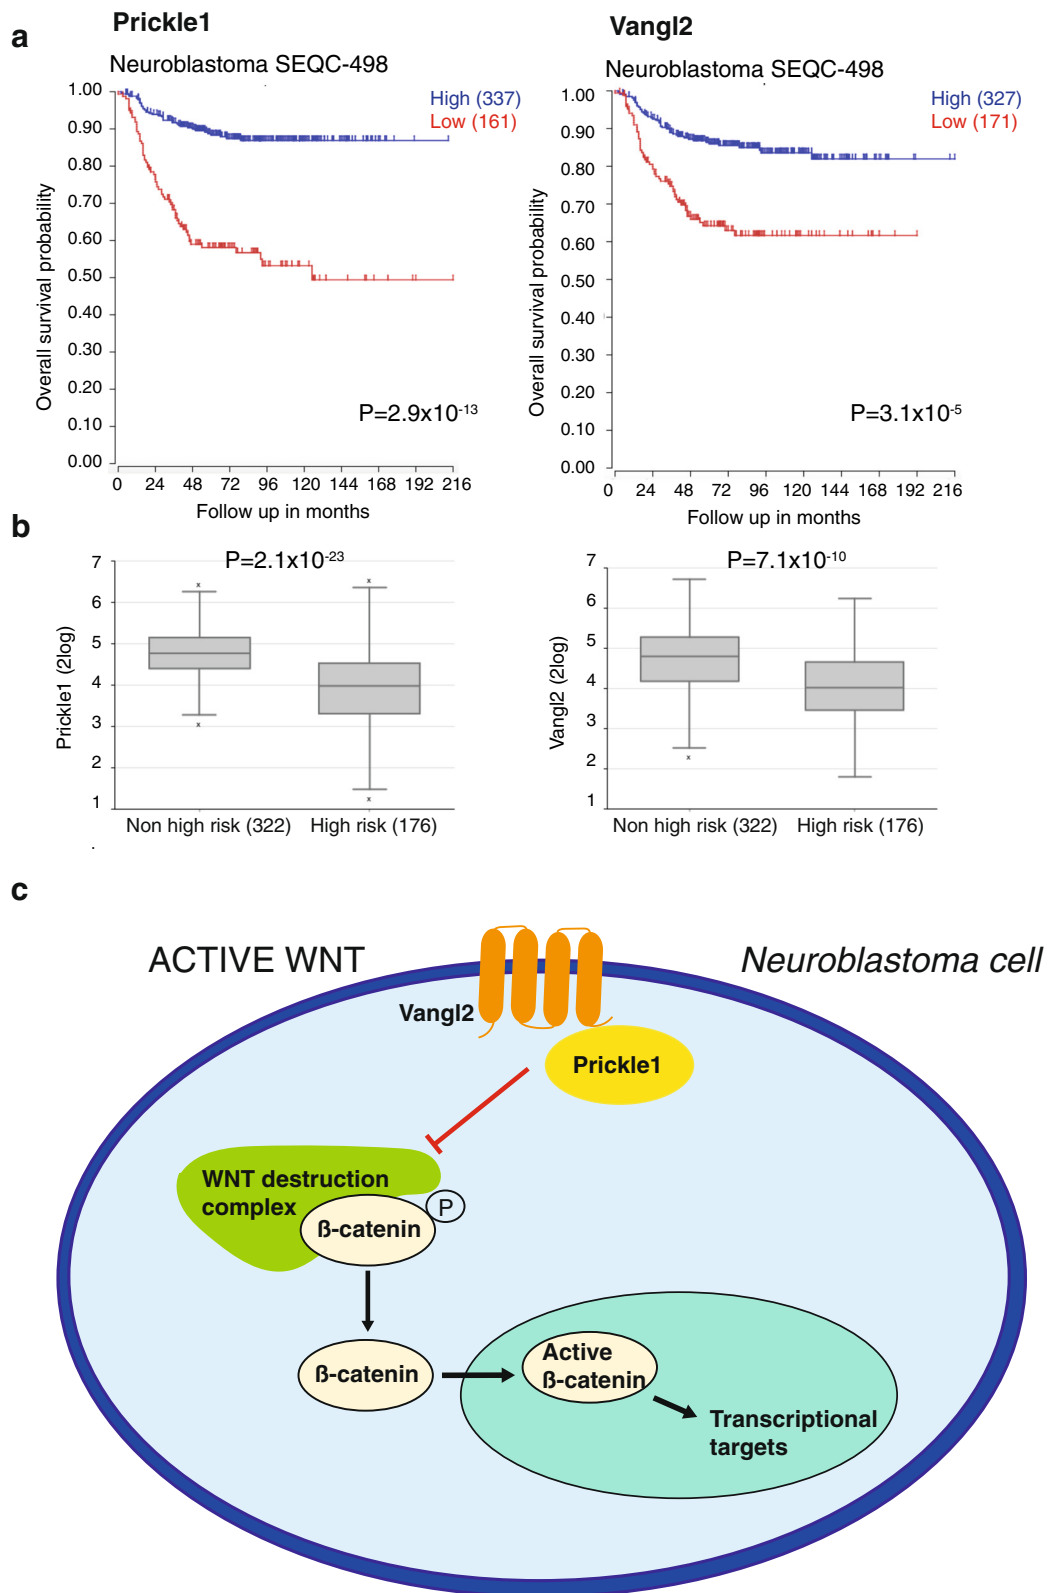 a
Prickle1
Neuroblastoma SEQC-498
High (337)
Low (161)
1.00
0.90
0.80
0.70
0.60
0.50
0.40
0.30
0.20
0.10
0.00
Overall survival probability
P=2.9x10-13
0 24 48 72 96 120 144 168 192 216
Follow up in months
Vangl2
Neuroblastoma SEQC-498
High (327)
Low (171)
1.00
0.90
0.80
0.70
0.60
0.50
0.40
0.30
0.20
0.10
0.00
Overall survival probability
P=3.1x10-5
0 24 48 72 96 120 144 168 192 216
Follow up in months
b
P=2.1x10-23
7
6
5
4
3
2
1
Prickle1 (2log)
Non high risk (322) High risk (176)
P=7.1x10-10
7
6
5
4
3
2
1
Vangl2 (2log)
Non high risk (322) High risk (176)
c
ACTIVE WNT
Neuroblastoma cell
Vangl2
Prickle1
WNT destruction
complex
P
ß-catenin
ß-catenin
Active
ß-catenin
Transcriptional
targets